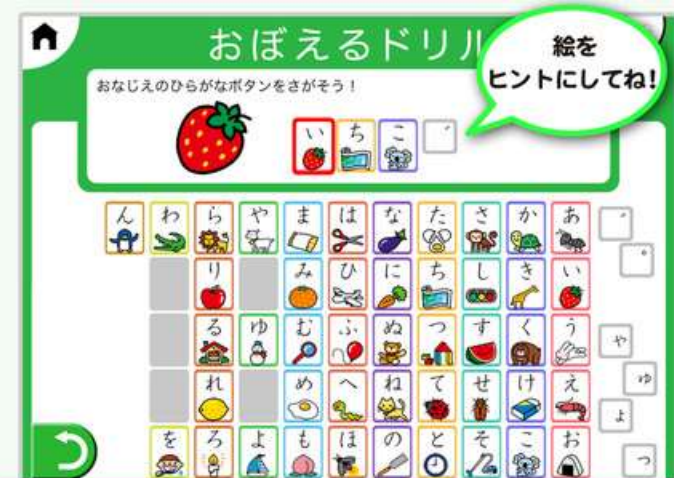 おぼえるドリル
絵を
ヒントにしてね!
おなじえのひらがなボタンをさがそう！
い ち こ ゛
ん わ ら や ま は な た さ か あ ゛
り み ひ に ち し き い ゜
る ゆ む ふ ぬ つ す く う ゃ
れ め へ ね て せ け え ゅ
ょ
を ろ よ も ほ の と そ こ お っ